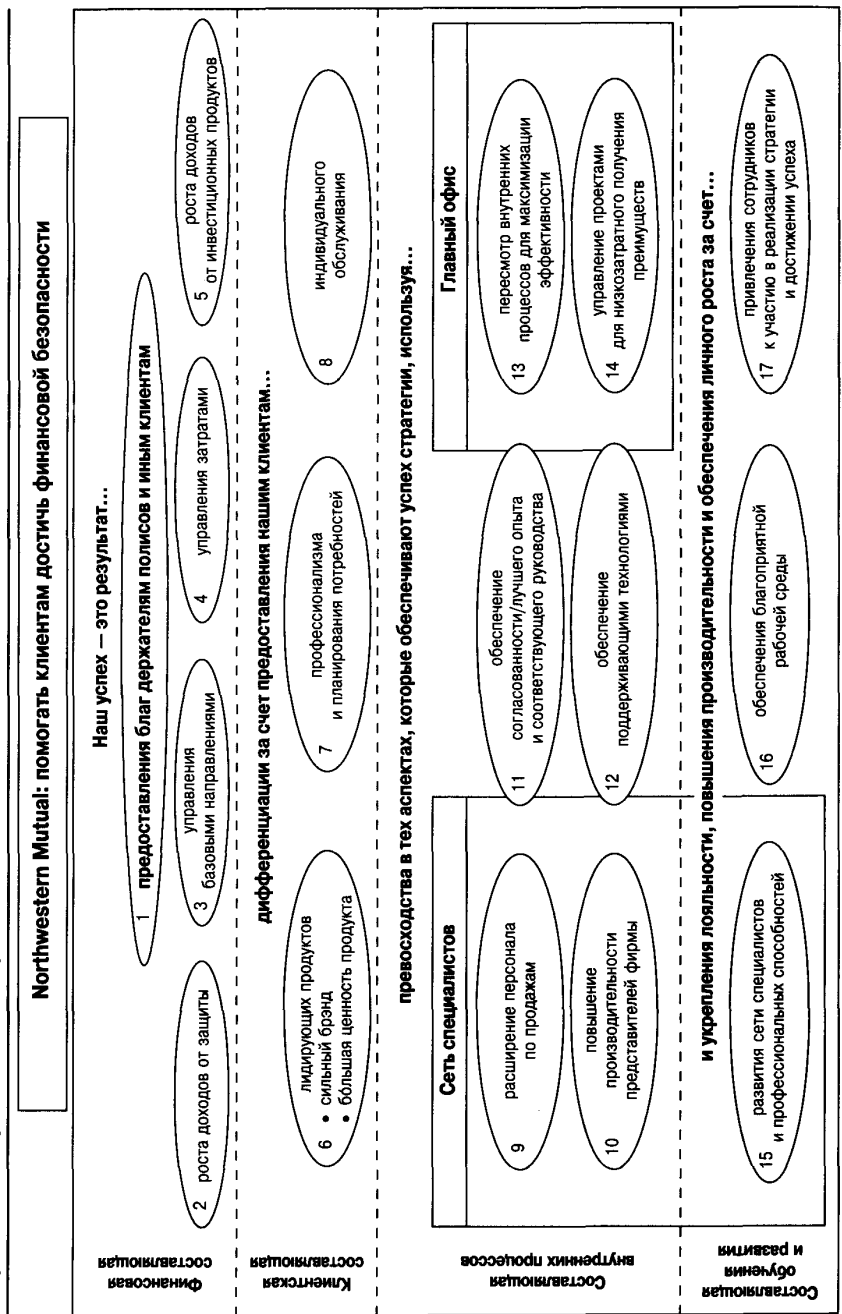 Northwestern Mutual: помогать клиентам достичь финансовой безопасности
Финансовая
составляющая
Наш успех — это результат...
1 предоставления благ держателям полисов и иным клиентам
2 роста доходов от защиты
3 управления
базовыми направлениями
4 управления затратами
5 роста доходов
от инвестиционных продуктов
Клиентская
составляющая
дифференциации за счет предоставления нашим клиентам...
6 лидирующих продуктов
• сильный брэнд
• бо́льшая ценность продукта
7 профессионализма
и планирования потребностей
8 индивидуального
обслуживания
Составляющая
внутренних процессов
превосходства в тех аспектах, которые обеспечивают успех стратегии, используя...
Сеть специалистов
9 расширение персонала
по продажам
10 повышение
производительности
представителей фирмы
11 обеспечение
согласованности/лучшего опыта
и соответствующего руководства
12 обеспечение
поддерживающими технологиями
Главный офис
13 пересмотр внутренних
процессов для максимизации
эффективности
14 управление проектами
для низкозатратного получения
преимуществ
Составляющая
обучения
и развития
и укрепления лояльности, повышения производительности и обеспечения личного роста за счет...
15 развития сети специалистов
и профессиональных способностей
16 обеспечения благоприятной
рабочей среды
17 привлечения сотрудников
к участию в реализации стратегии
и достижении успеха